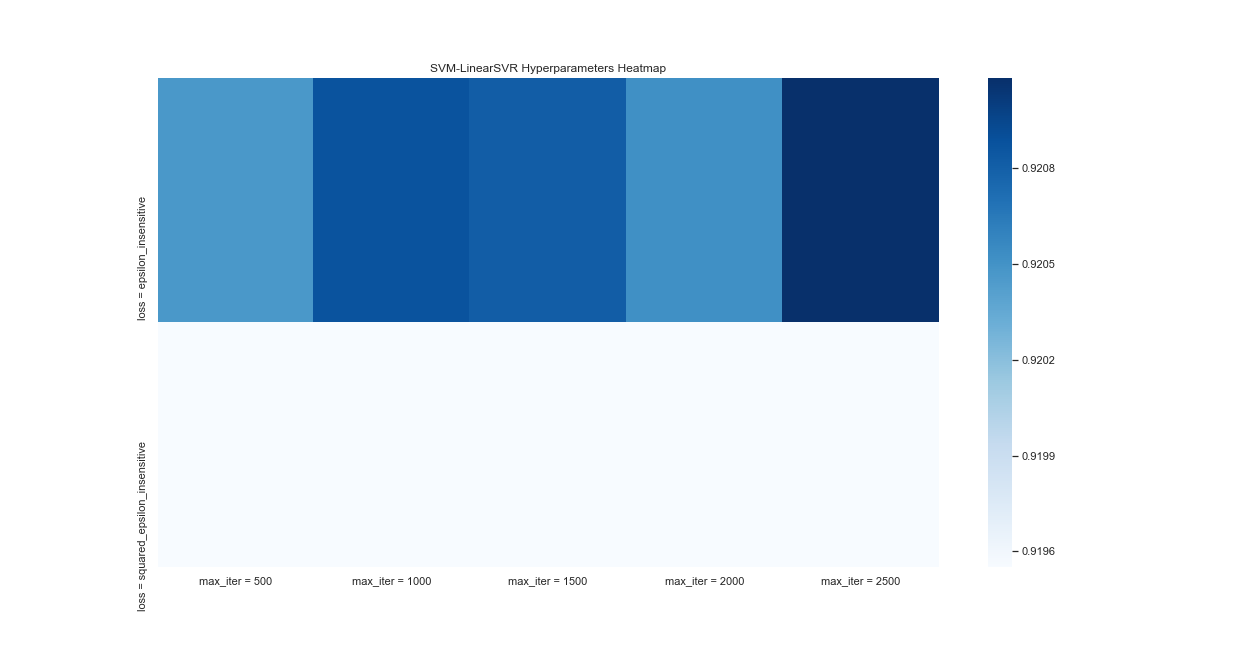 SVM-LinearSVR Hyperparameters Heatmap
loss = epsilon_insensitive
loss = squared_epsilon_insensitive
max_iter = 500
max_iter = 1000
max_iter = 1500
max_iter = 2000
max_iter = 2500
0.9208
0.9205
0.9202
0.9199
0.9196